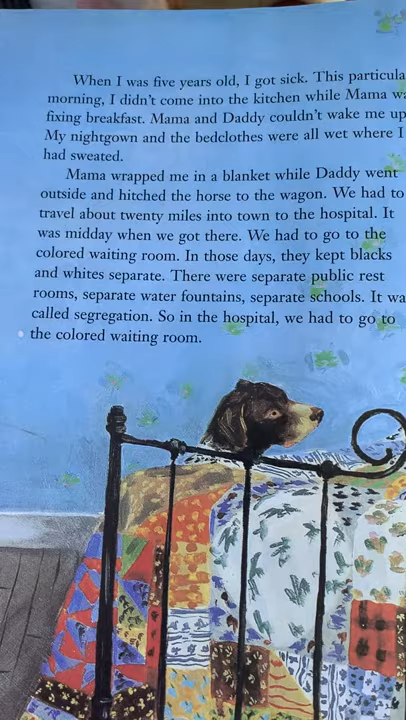 When I was five years old, I got sick. This particula
morning, I didn't come into the kitchen while Mama wa
fixing breakfast. Mama and Daddy couldn't wake me up
My nightgown and the bedclothes were all wet where I
had sweated.
Mama wrapped me in a blanket while Daddy went
outside and hitched the horse to the wagon. We had to
travel about twenty miles into town to the hospital. It
was midday when we got there. We had to go to the
colored waiting room. In those days, they kept blacks
and whites separate. There were separate public rest
rooms, separate water fountains, separate schools. It wa
called segregation. So in the hospital, we had to go to
the colored waiting room.